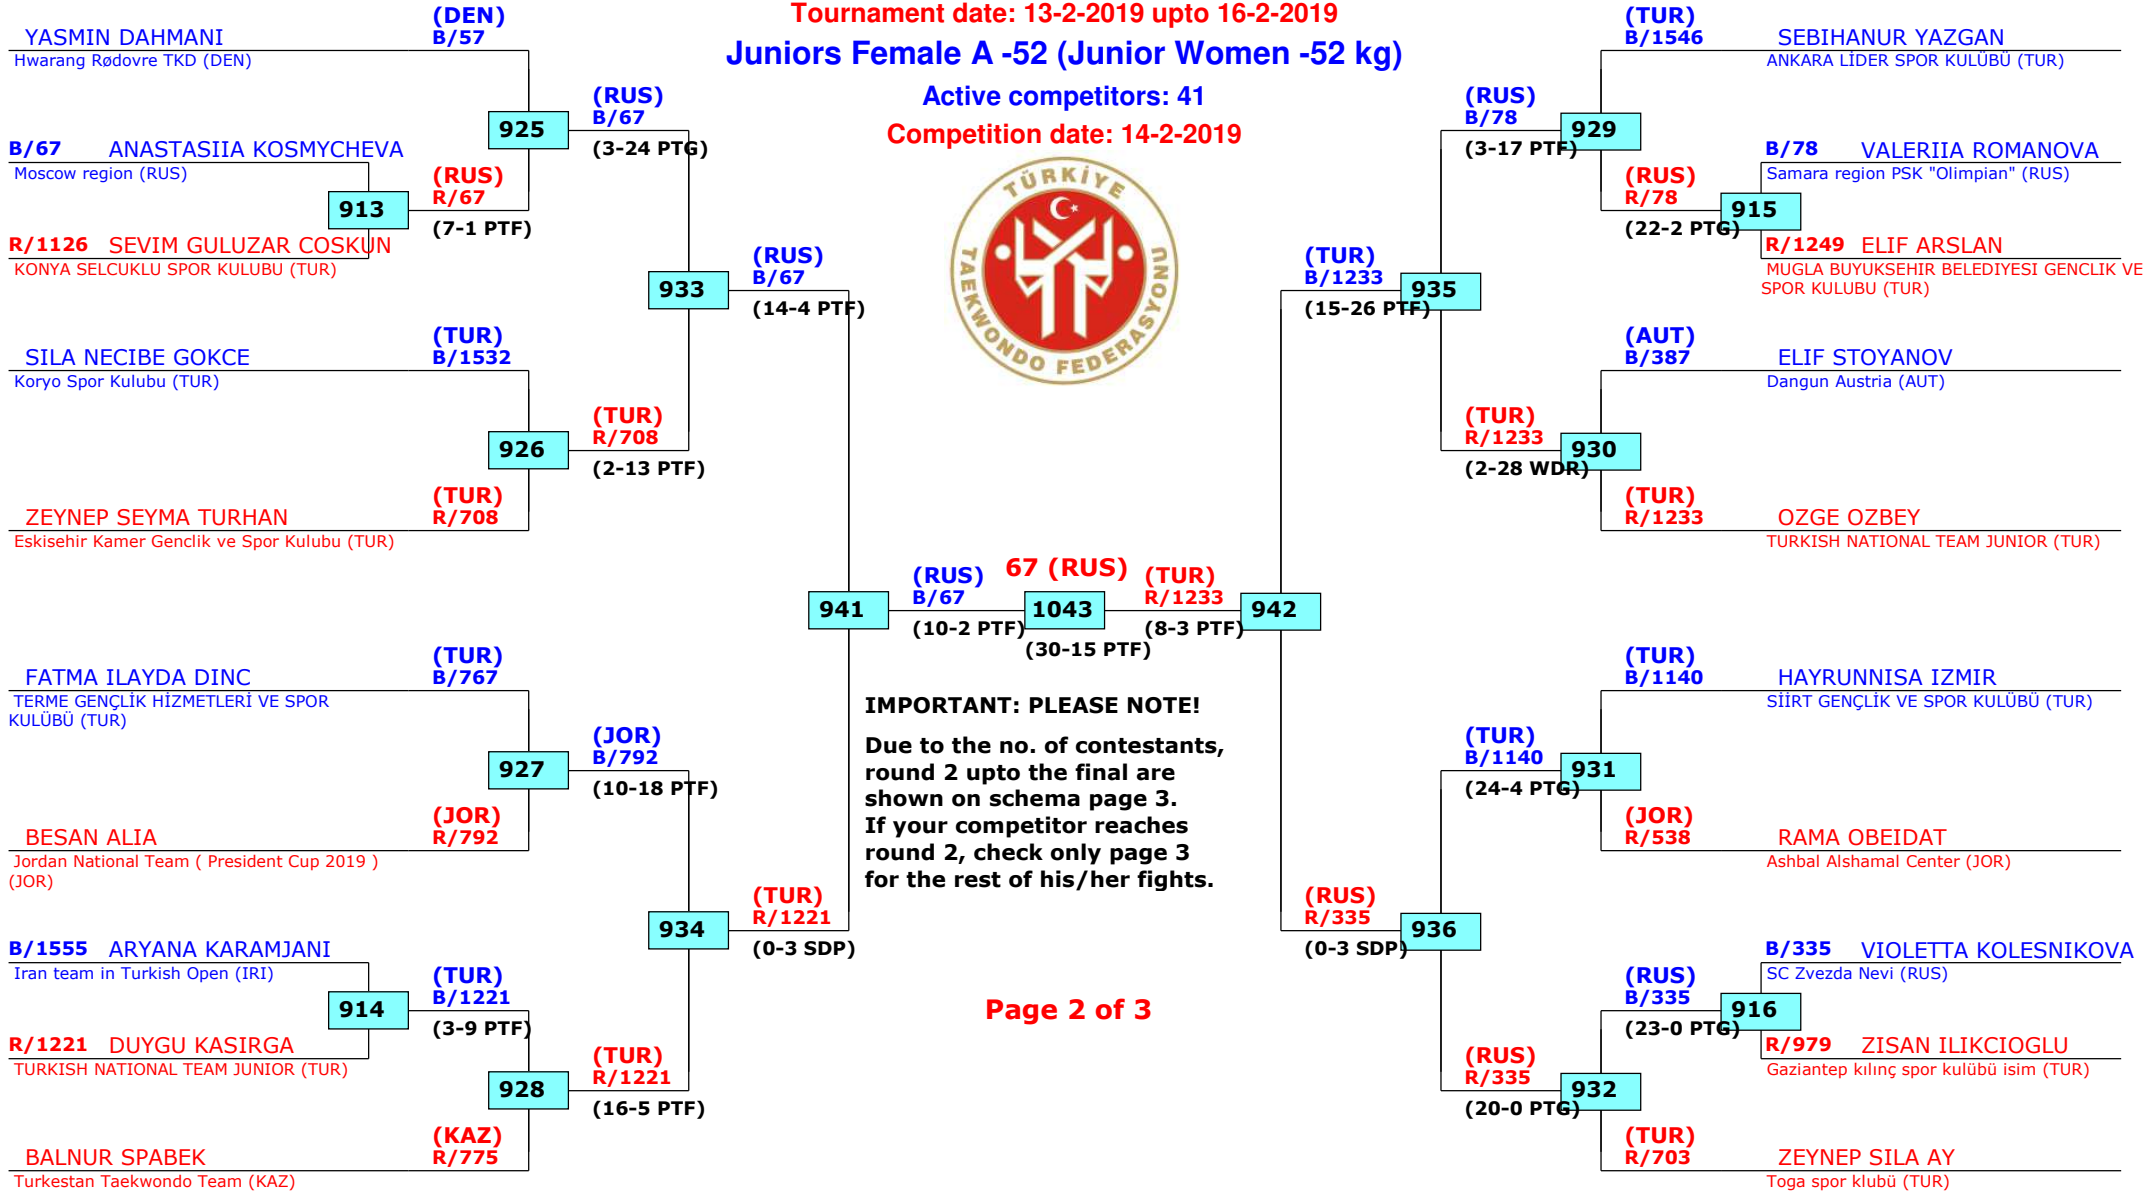 Tournament date: 13-2-2019 upto 16-2-2019
Juniors Female A -52 (Junior Women -52 kg)
Active competitors: 41
Competition date: 14-2-2019
TÜRKİYE
TAEKWONDO FEDERASYONU
YASMIN DAHMANI
(DEN)
B/57
Hwarang Rødovre TKD (DEN)
925
(RUS)
B/67
(3-24 PTG)
B/67 ANASTASIIA KOSMYCHEVA
Moscow region (RUS)
913
(RUS)
R/67
(7-1 PTF)
R/1126 SEVIM GULUZAR COSKUN
KONYA SELCUKLU SPOR KULUBU (TUR)
933
(RUS)
B/67
(14-4 PTF)
SILA NECIBE GOKCE
(TUR)
B/1532
Koryo Spor Kulubu (TUR)
926
(TUR)
R/708
(2-13 PTF)
ZEYNEP SEYMA TURHAN
(TUR)
R/708
Eskisehir Kamer Genclik ve Spor Kulubu (TUR)
941
(RUS)
B/67
(10-2 PTF)
67 (RUS)
1043
(30-15 PTF)
(TUR)
R/1233
(8-3 PTF)
942
FATMA ILAYDA DINC
(TUR)
B/767
TERME GENÇLİK HİZMETLERİ VE SPOR
KULÜBÜ (TUR)
927
(JOR)
B/792
(10-18 PTF)
BESAN ALIA
(JOR)
R/792
Jordan National Team ( President Cup 2019 )
(JOR)
934
(TUR)
R/1221
(0-3 SDP)
B/1555 ARYANA KARAMJANI
Iran team in Turkish Open (IRI)
914
(TUR)
B/1221
(3-9 PTF)
R/1221 DUYGU KASIRGA
TURKISH NATIONAL TEAM JUNIOR (TUR)
928
(TUR)
R/1221
(16-5 PTF)
BALNUR SPABEK
(KAZ)
R/775
Turkestan Taekwondo Team (KAZ)
IMPORTANT: PLEASE NOTE!
Due to the no. of contestants,
round 2 upto the final are
shown on schema page 3.
If your competitor reaches
round 2, check only page 3
for the rest of his/her fights.
Page 2 of 3
(TUR)
B/1546
SEBIHANUR YAZGAN
ANKARA LİDER SPOR KULÜBÜ (TUR)
(RUS)
B/78
929
(3-17 PTF)
B/78 VALERIIA ROMANOVA
Samara region PSK "Olimpian" (RUS)
(RUS)
R/78
915
(22-2 PTG)
R/1249 ELIF ARSLAN
MUGLA BUYUKSEHIR BELEDIYESI GENCLIK VE
SPOR KULUBU (TUR)
(TUR)
B/1233
935
(15-26 PTF)
(AUT)
B/387
ELIF STOYANOV
Dangun Austria (AUT)
(TUR)
R/1233
930
(2-28 WDR)
(TUR)
R/1233
OZGE OZBEY
TURKISH NATIONAL TEAM JUNIOR (TUR)
(TUR)
B/1140
HAYRUNNISA IZMIR
SİİRT GENÇLİK VE SPOR KULÜBÜ (TUR)
(TUR)
B/1140
931
(24-4 PTG)
(JOR)
R/538
RAMA OBEIDAT
Ashbal Alshamal Center (JOR)
(RUS)
R/335
936
(0-3 SDP)
B/335 VIOLETTA KOLESNIKOVA
SC Zvezda Nevi (RUS)
(RUS)
B/335
916
(23-0 PTG)
R/979 ZISAN ILIKCIOGLU
Gaziantep kılınç spor kulübü isim (TUR)
(RUS)
R/335
932
(20-0 PTG)
(TUR)
R/703
ZEYNEP SILA AY
Toga spor klubü (TUR)